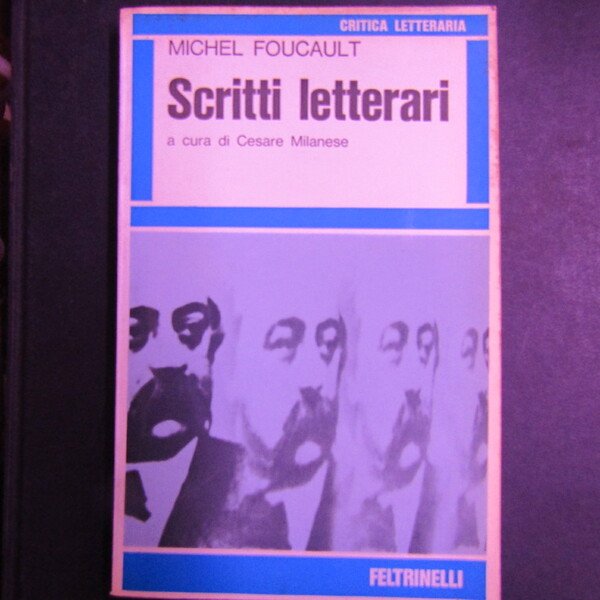 CRITICA LETTERARIA
MICHEL FOUCAULT
Scritti letterari
a cura di Cesare Milanese
FELTRINELLI